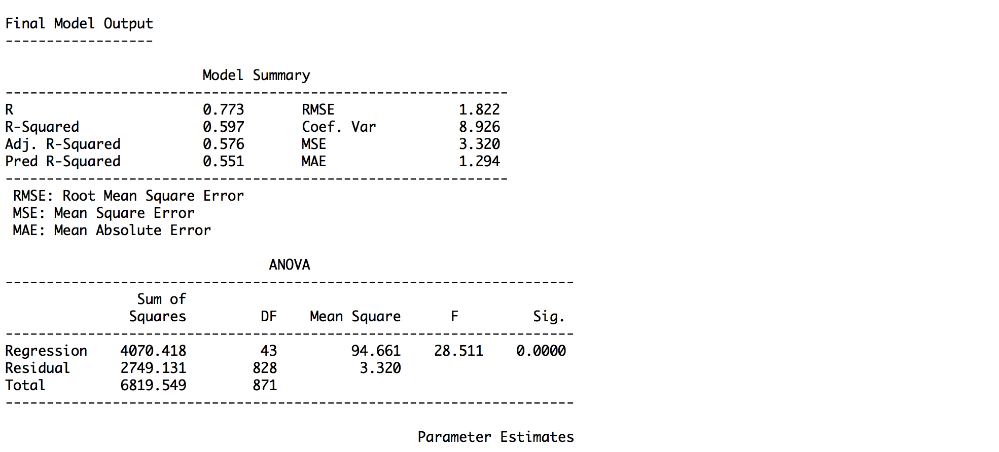 Final Model Output
------------------
Model Summary
-------------------------------------------------------------
R 0.773 RMSE 1.822
R-Squared 0.597 Coef. Var 8.926
Adj. R-Squared 0.576 MSE 3.320
Pred R-Squared 0.551 MAE 1.294
-------------------------------------------------------------
RMSE: Root Mean Square Error
MSE: Mean Square Error
MAE: Mean Absolute Error
ANOVA
---------------------------------------------------------------------
Sum of
Squares DF Mean Square F Sig.
---------------------------------------------------------------------
Regression 4070.418 43 94.661 28.511 0.0000
Residual 2749.131 828 3.320
Total 6819.549 871
---------------------------------------------------------------------
Parameter Estimates